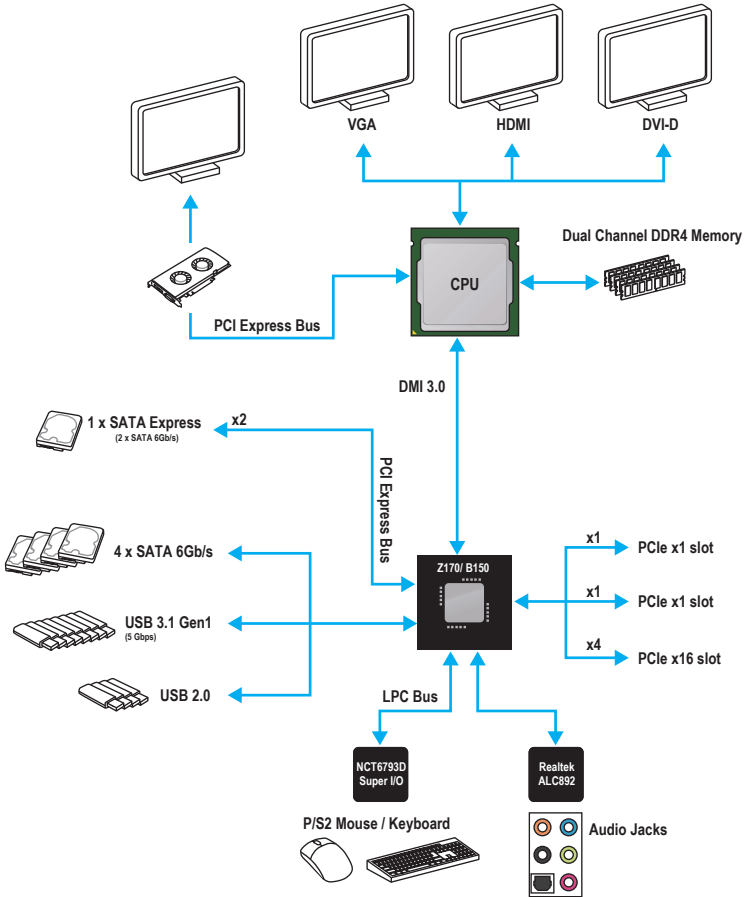 VGA
HDMI
DVI-D
Dual Channel DDR4 Memory
CPU
PCI Express Bus
DMI 3.0
1 x SATA Express
(2 x SATA 6Gb/s)
x2
PCI Express Bus
4 x SATA 6Gb/s
Z170/ B150
x1
PCIe x1 slot
x1
PCIe x1 slot
USB 3.1 Gen1
(5 Gbps)
x4
PCIe x16 slot
USB 2.0
LPC Bus
NCT6793D
Super I/O
Realtek
ALC892
P/S2 Mouse / Keyboard
Audio Jacks